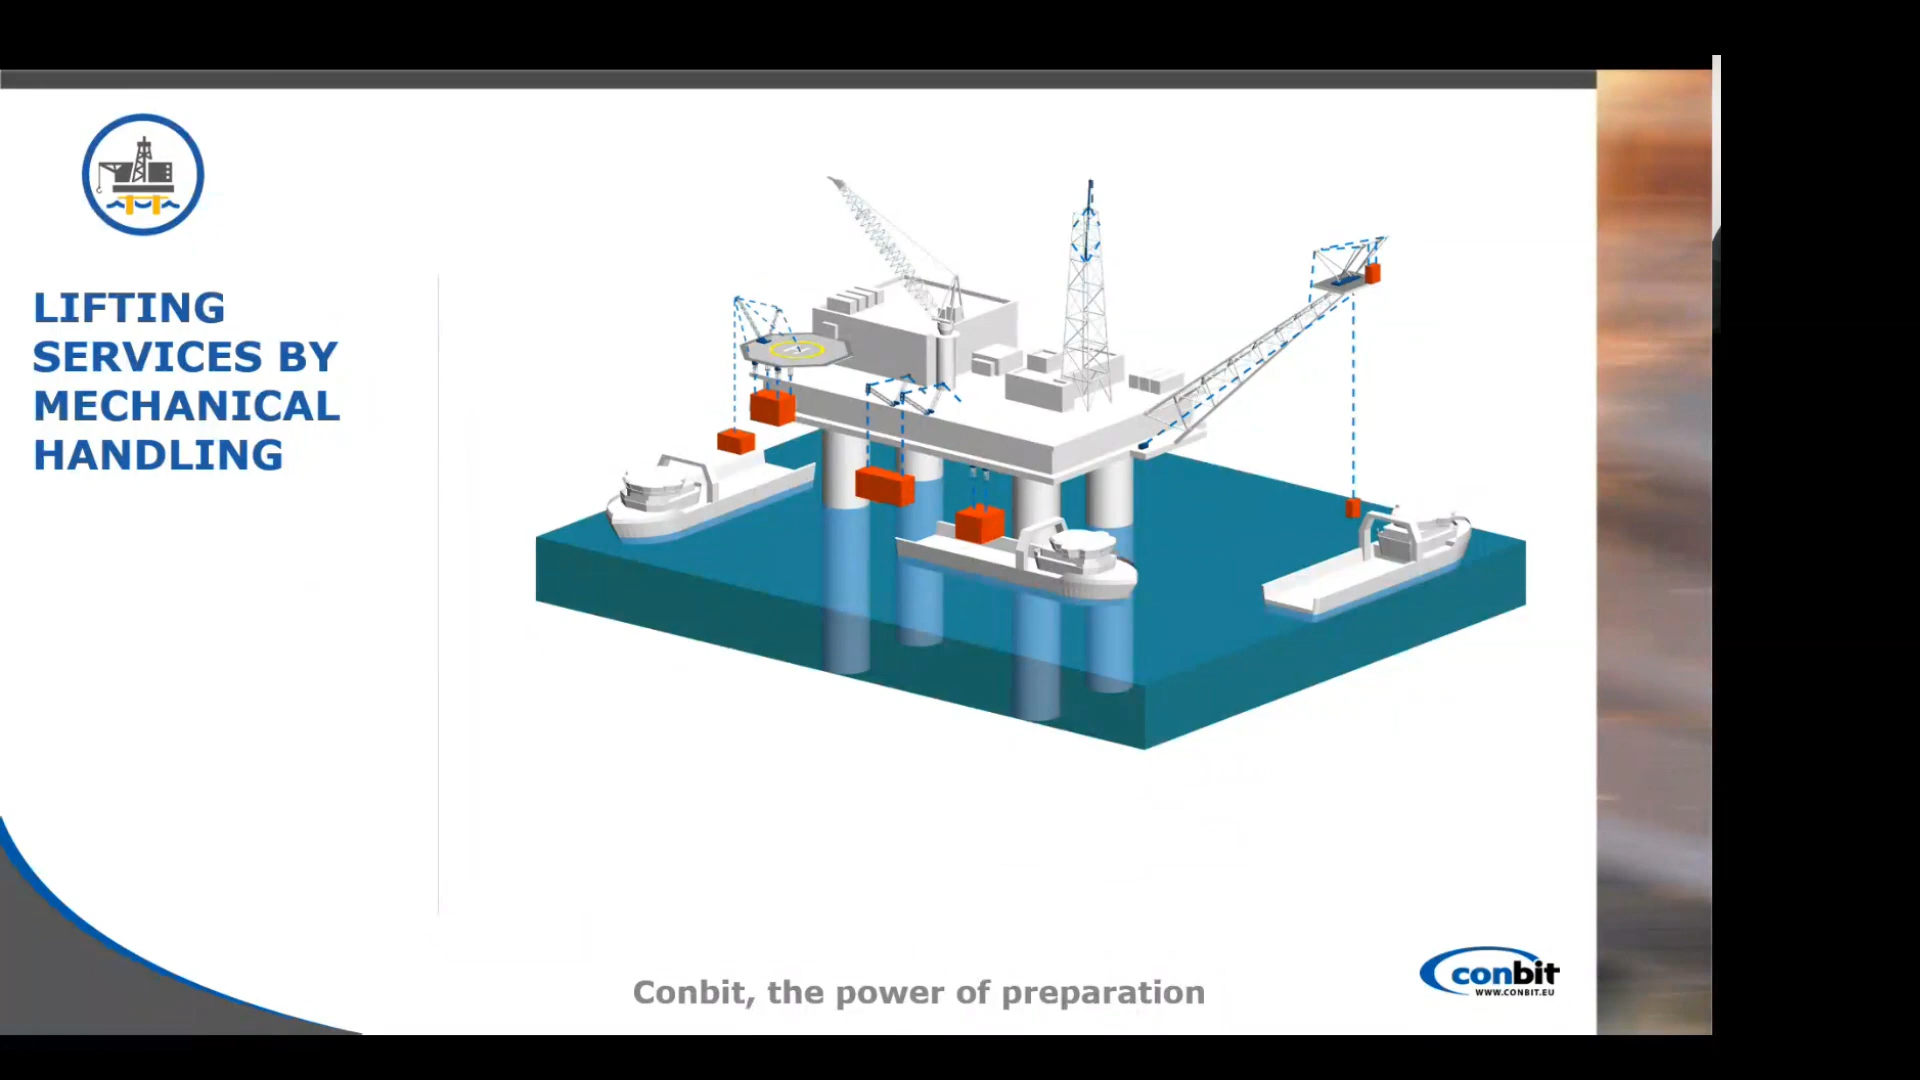 LIFTING
SERVICES BY
MECHANICAL
HANDLING
Conbit, the power of preparation
conbit
WWW.CONBIT.EU